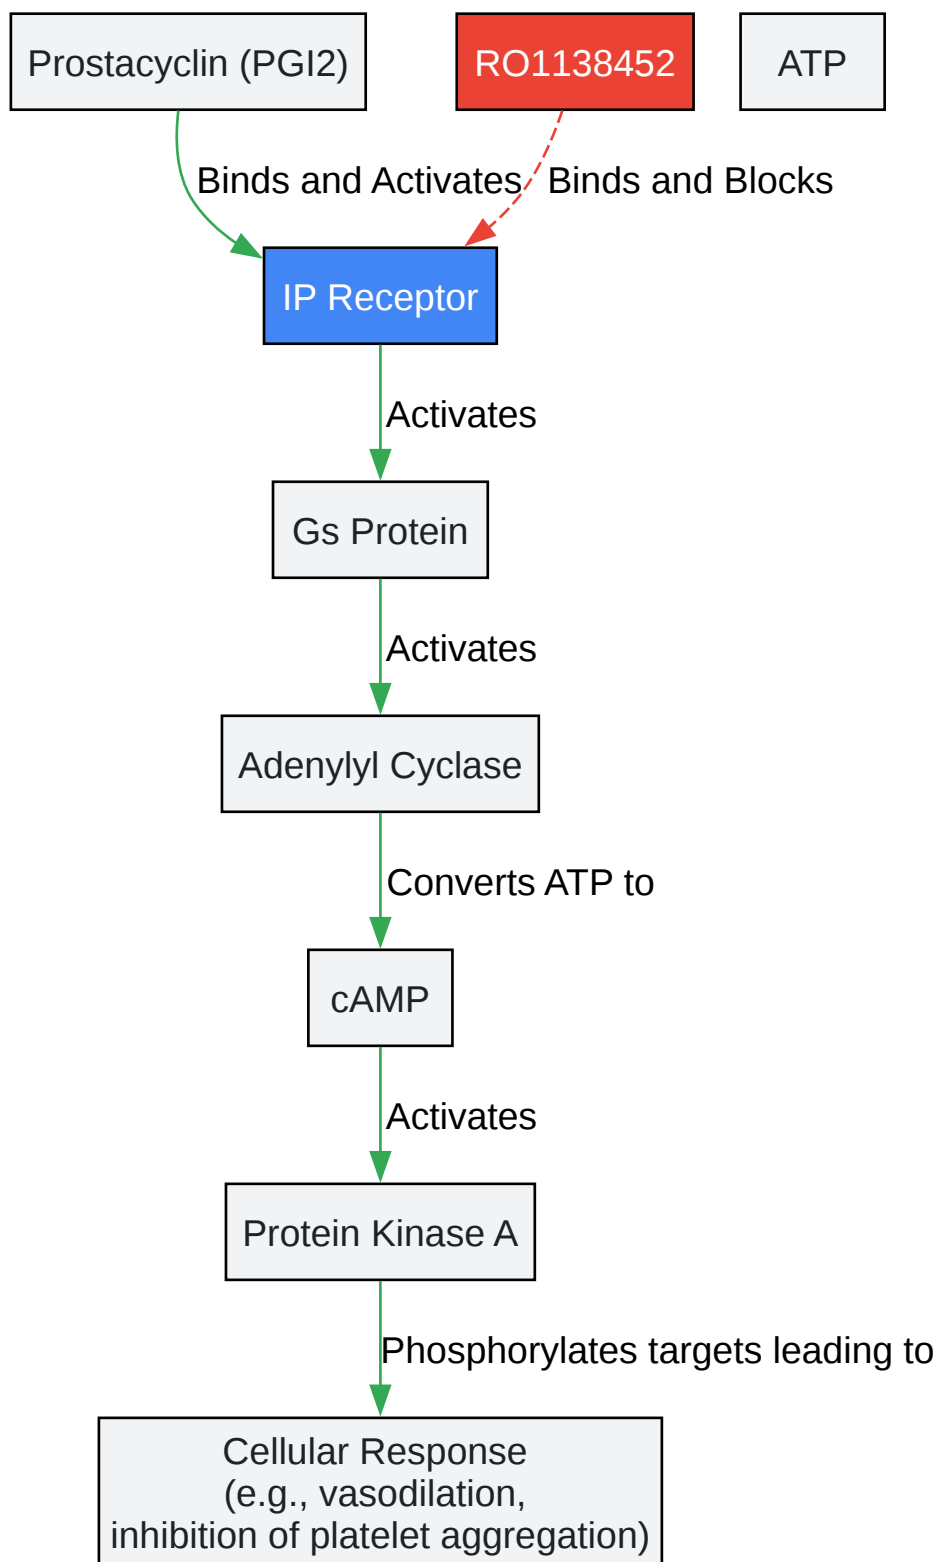 Prostacyclin (PGI2)
RO1138452
ATP
Binds and Activates
Binds and Blocks
IP Receptor
Activates
Gs Protein
Activates
Adenylyl Cyclase
Converts ATP to
cAMP
Activates
Protein Kinase A
Phosphorylates targets leading to
Cellular Response
(e.g., vasodilation,
inhibition of platelet aggregation)